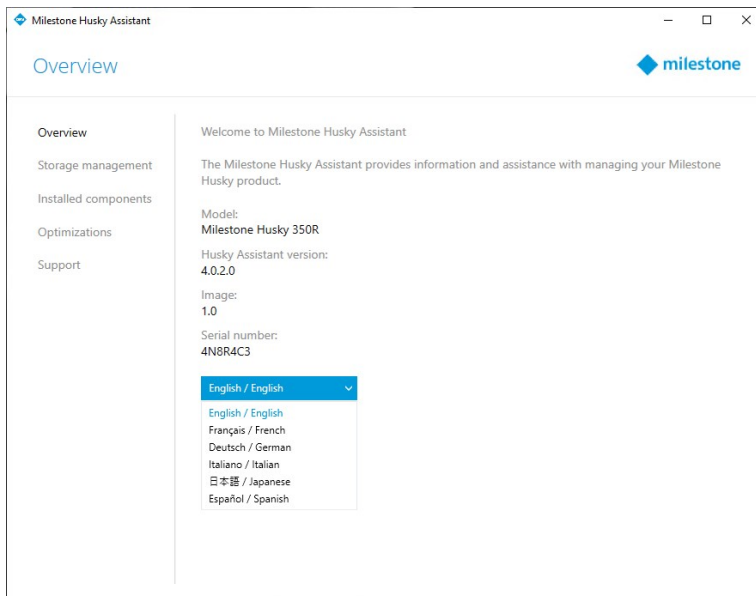 Milestone Husky Assistant
Overview
milestone
Overview
Storage management
Installed components
Optimizations
Support
Welcome to Milestone Husky Assistant
The Milestone Husky Assistant provides information and assistance with managing your Milestone
Husky product.
Model:
Milestone Husky 350R
Husky Assistant version:
4.0.2.0
Image:
1.0
Serial number:
4N8R4C3
English / English
English / English
Français / French
Deutsch / German
Italiano / Italian
日本語 / Japanese
Español / Spanish